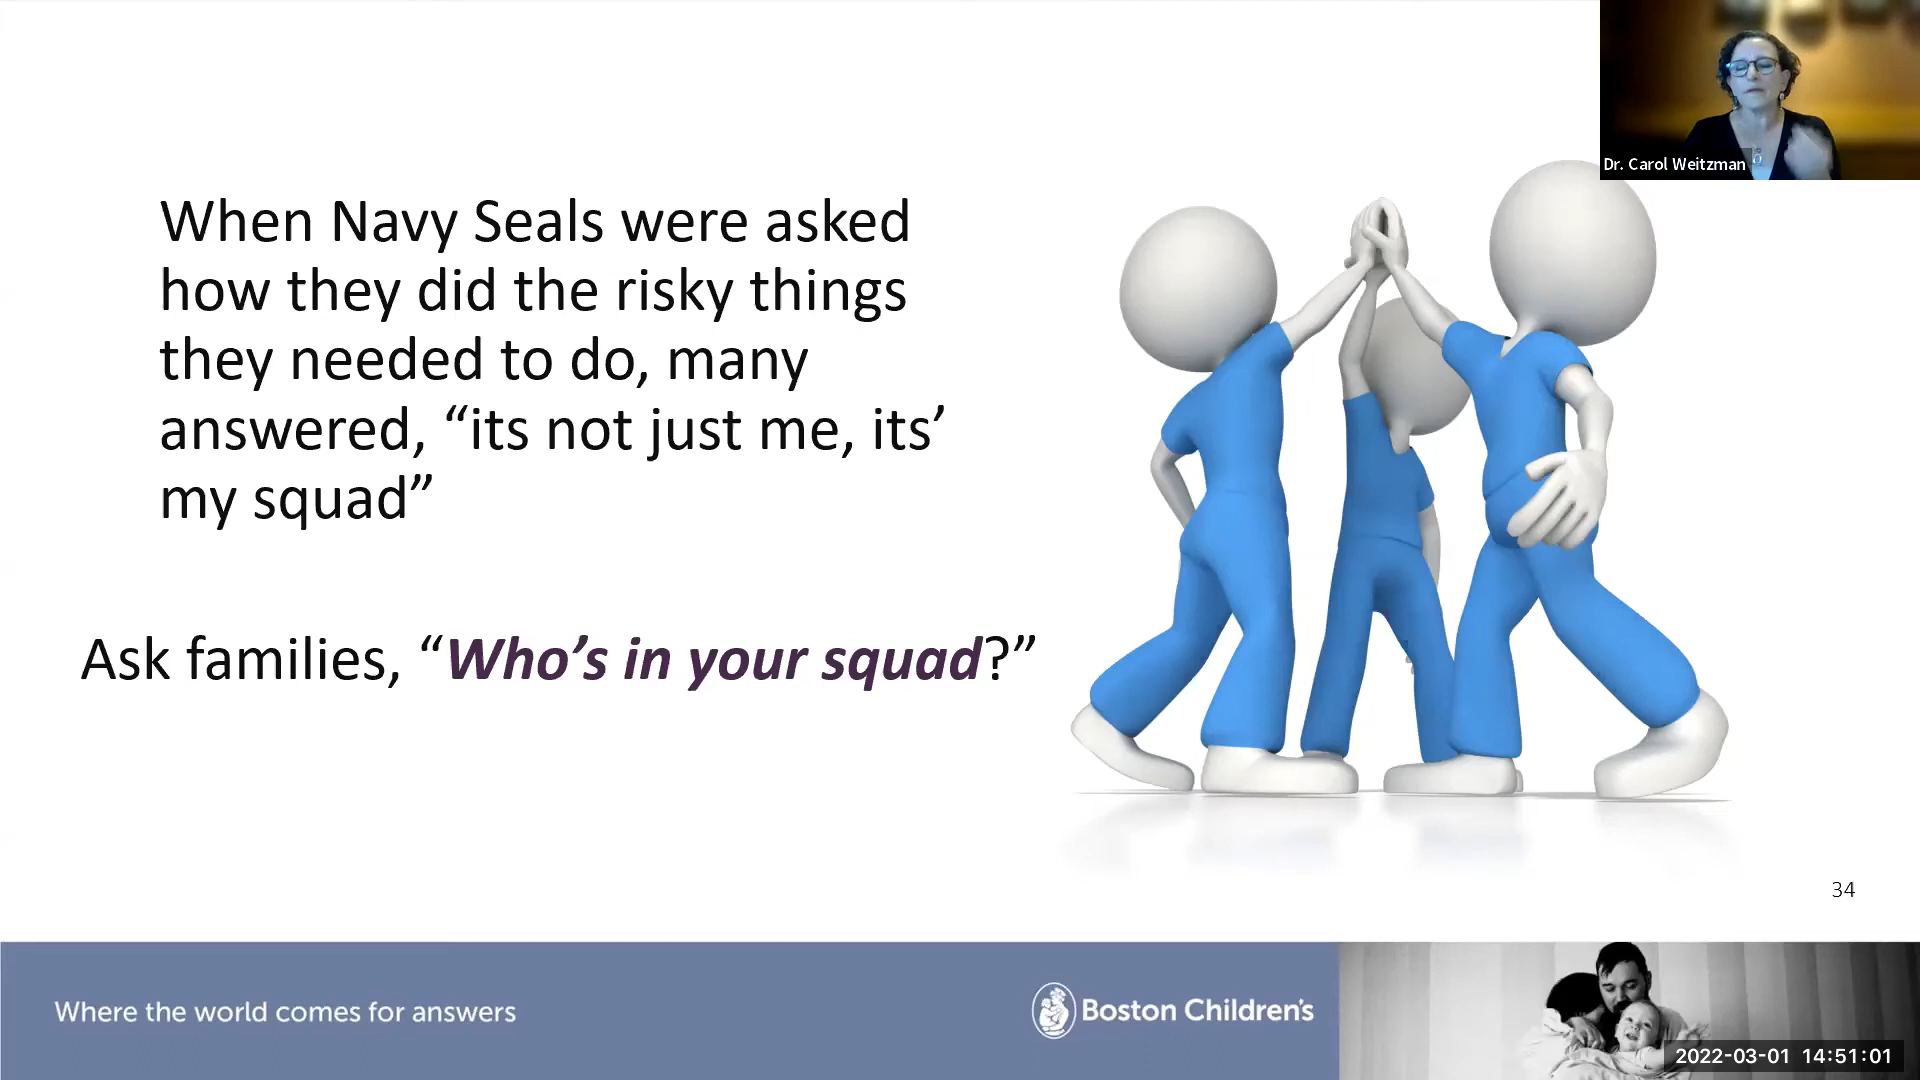 Dr. Carol Weitzman
When Navy Seals were asked
how they did the risky things
they needed to do, many
answered, “its not just me, its’
my squad”
Ask families, “Who’s in your squad?”
34
Where the world comes for answers
Boston Children's
2022-03-01 14:51:01